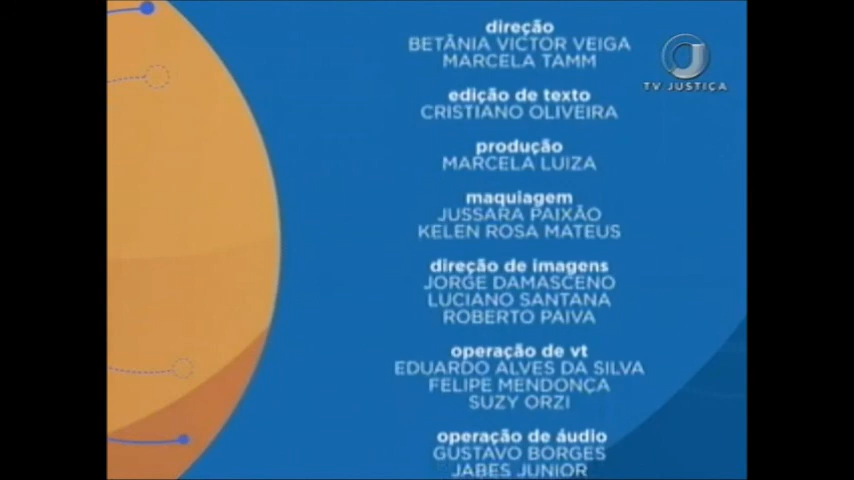 direção
BETÂNIA VICTOR VEIGA
MARCELA TAMM
edição de texto
CRISTIANO OLIVEIRA
produção
MARCELA LUIZA
maquiagem
JUSSARA PAIXÃO
KELEN ROSA MATEUS
direção de imagens
JORGE DAMASCENO
LUCIANO SANTANA
ROBERTO PAIVA
operação de vt
EDUARDO ALVES DA SILVA
FELIPE MENDONÇA
SUZY ORZI
operação de áudio
GUSTAVO BORGES
JABES JUNIOR
TV JUSTIÇA